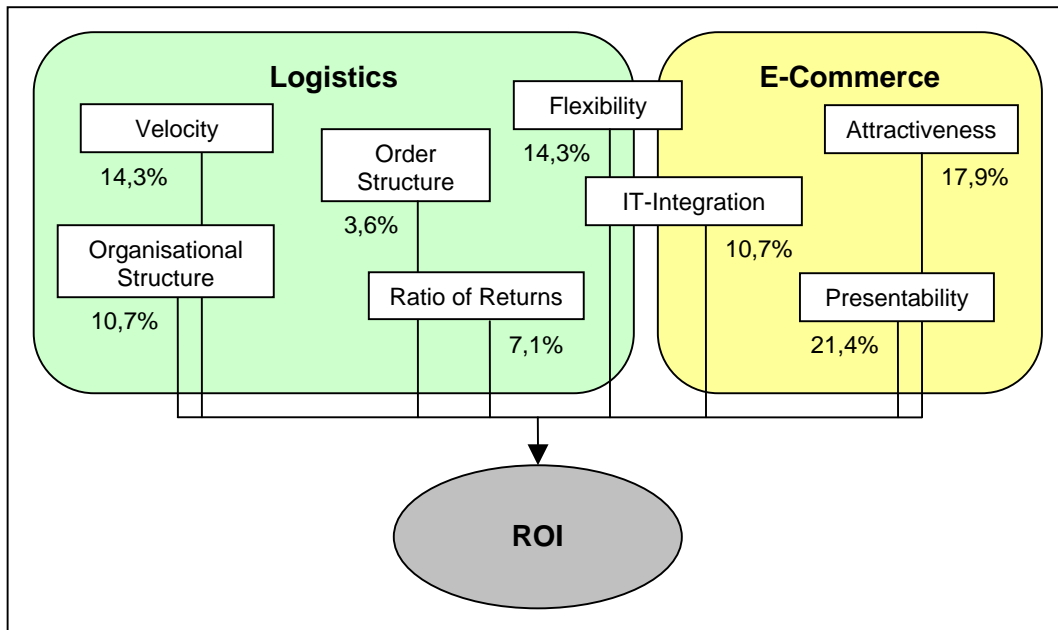 Logistics
E-Commerce
Velocity
14,3%
Organisational
Structure
10,7%
Order
Structure
3,6%
Ratio of Returns
7,1%
Flexibility
14,3%
IT-Integration
10,7%
Attractiveness
17,9%
Presentability
21,4%
ROI